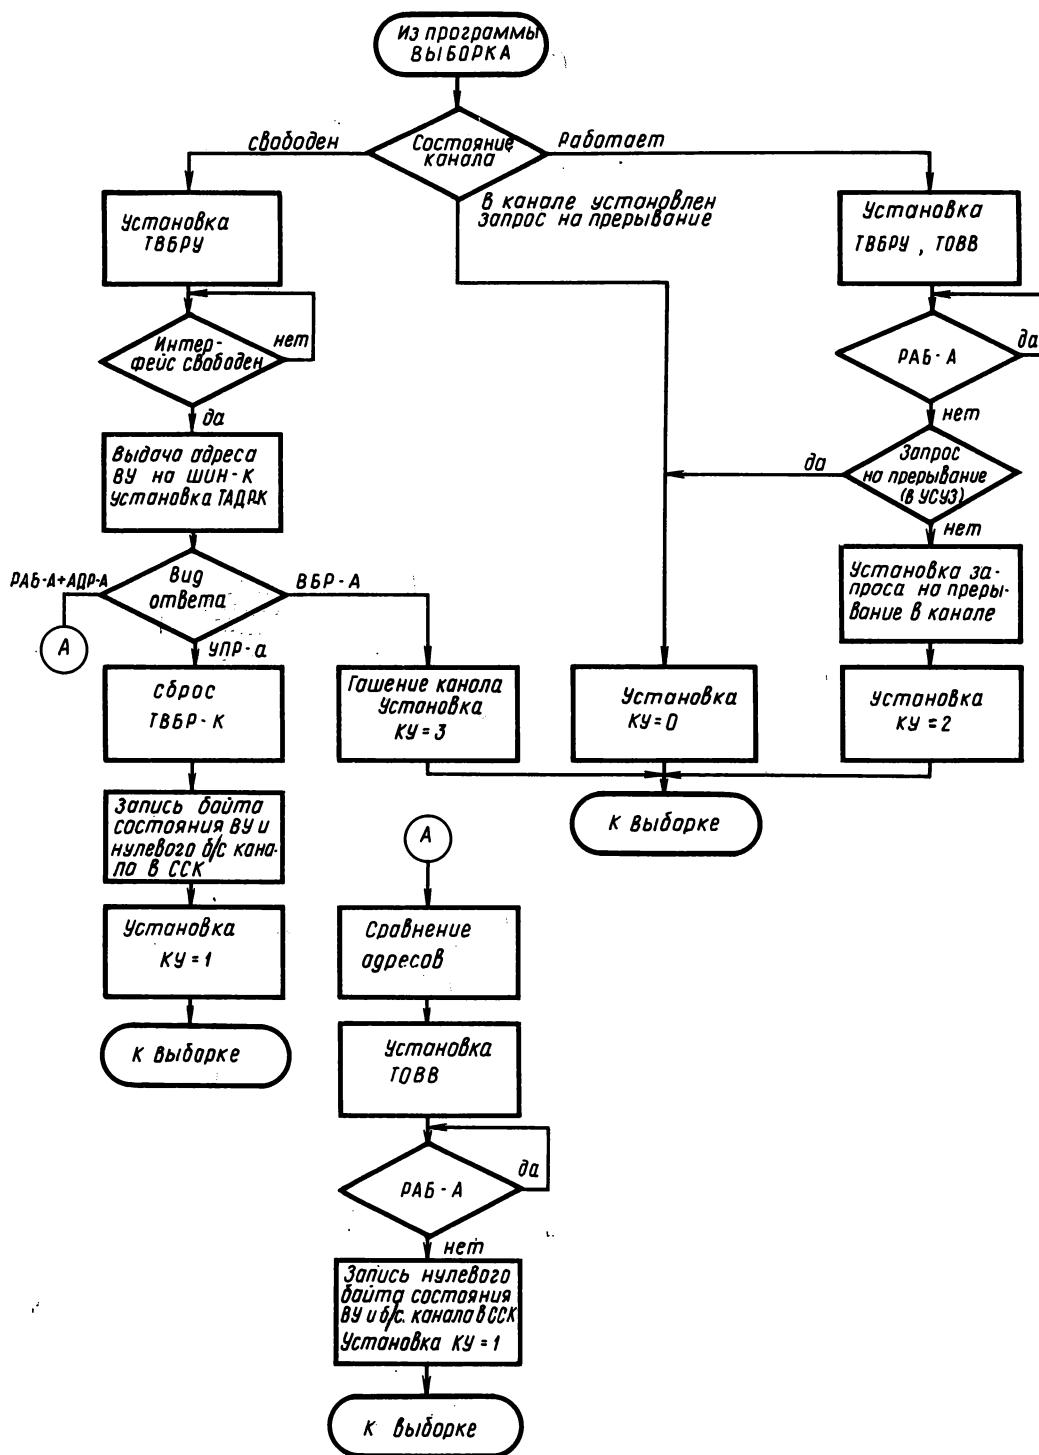 Из программы
ВЫБОРКА
свободен
Состояние
канала
Работает
В канале установлен
запрос на прерывание
Установка
ТВБРУ
Установка
ТВБРУ, ТОВВ
Интер-
фейс свободен
нет
да
РАБ-А
да
нет
Выдача адреса
ВУ на ШИН-К
Установка ТАДРК
Запрос
на прерывание
(в УСУЗ)
да
нет
РАБ-А+АДР-А
Вид
ответа
ВБР-А
УПР-а
А
Установка за-
проса на преры-
вание в канале
Сброс
ТВБР-К
Гашение канала
Установка
КУ=3
Установка
КУ=0
Установка
КУ=2
Запись байта
состояния ВУ и
нулевого б/с кана-
ла в ССК
К выборке
А
Установка
КУ=1
Сравнение
адресов
К выборке
Установка
ТОВВ
РАБ-А
да
нет
Запись нулевого
байта состояния
ВУ и б/с. канала в ССК
Установка КУ=1
К выборке